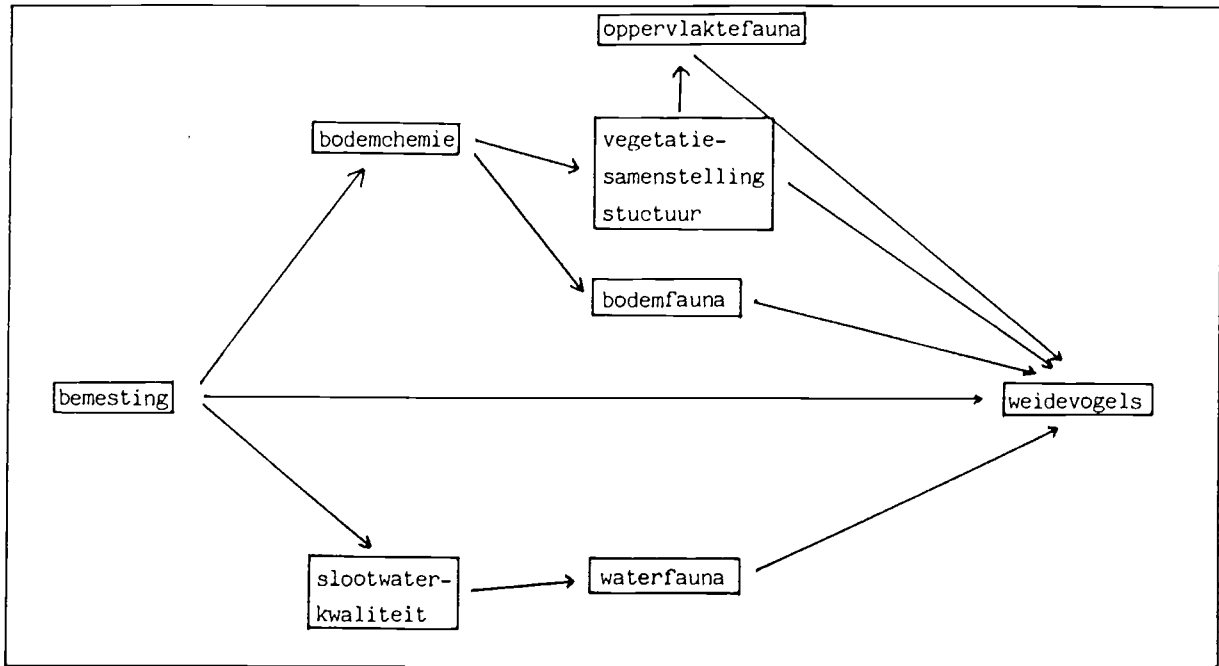 oppervlaktefauna
bodemchemie
vegetatie-
samenstelling
stuctuur
bodemfauna
bemesting
weidevogels
slootwater-
kwaliteit
waterfauna